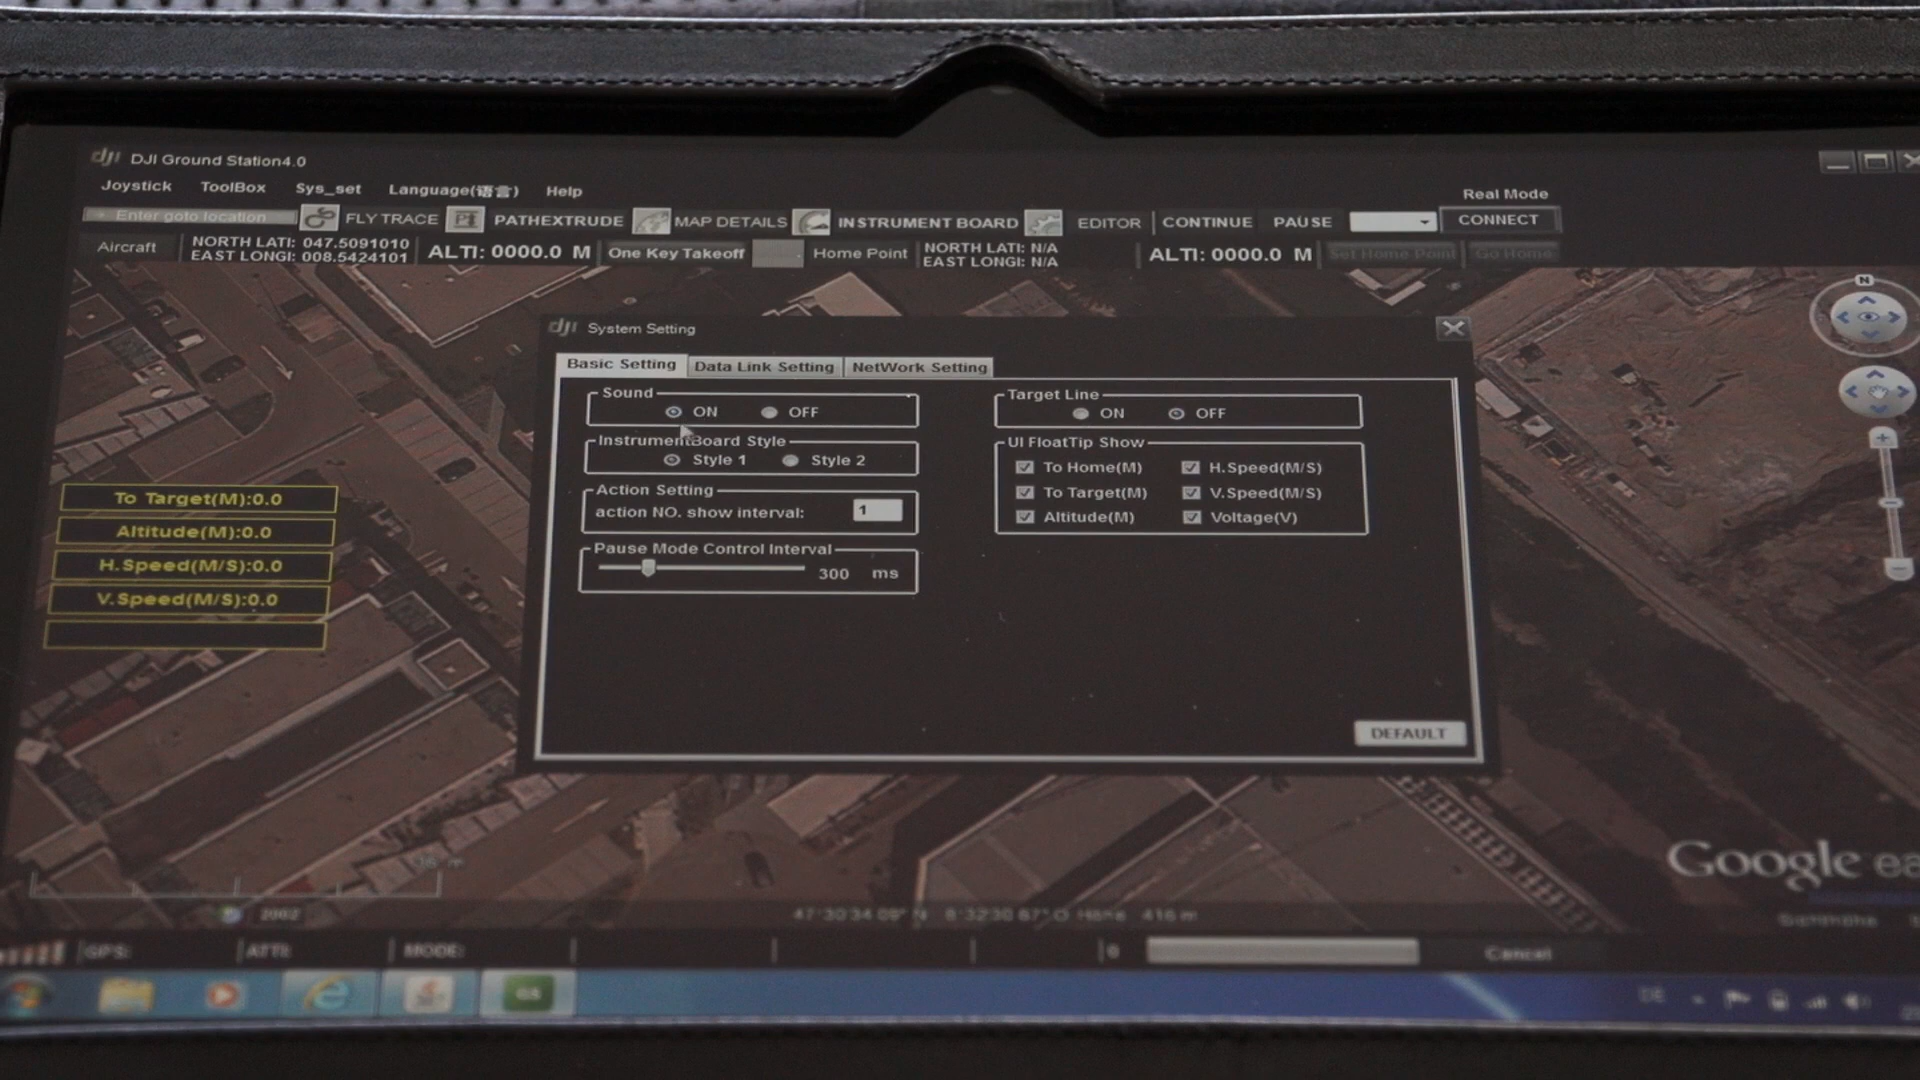 dji DJI Ground Station4.0
Joystick ToolBox Sys_set Language(语言) Help
Real Mode
Enter goto location FLY TRACE PATHEXTRUDE MAP DETAILS INSTRUMENT BOARD EDITOR CONTINUE PAUSE CONNECT
Aircraft NORTH LATI: 047.5091010 ALTI: 0000.0 M One Key Takeoff Home Point NORTH LATI: N/A ALTI: 0000.0 M Set Home Point Go Home
EAST LONGI: 008.5424101 EAST LONGI: N/A
N
dji System Setting
Basic Setting Data Link Setting NetWork Setting
Sound
ON OFF
InstrumentBoard Style
Style 1 Style 2
Action Setting
action NO. show interval: 1
Pause Mode Control Interval
300 ms
Target Line
ON OFF
UI FloatTip Show
To Home(M) H.Speed(M/S)
To Target(M) V.Speed(M/S)
Altitude(M) Voltage(V)
DEFAULT
To Target(M):0.0
Altitude(M):0.0
H.Speed(M/S):0.0
V.Speed(M/S):0.0
Google ea
2002
416 m
GPS: ATTI: MODE: 0 Cancel
GS
DE